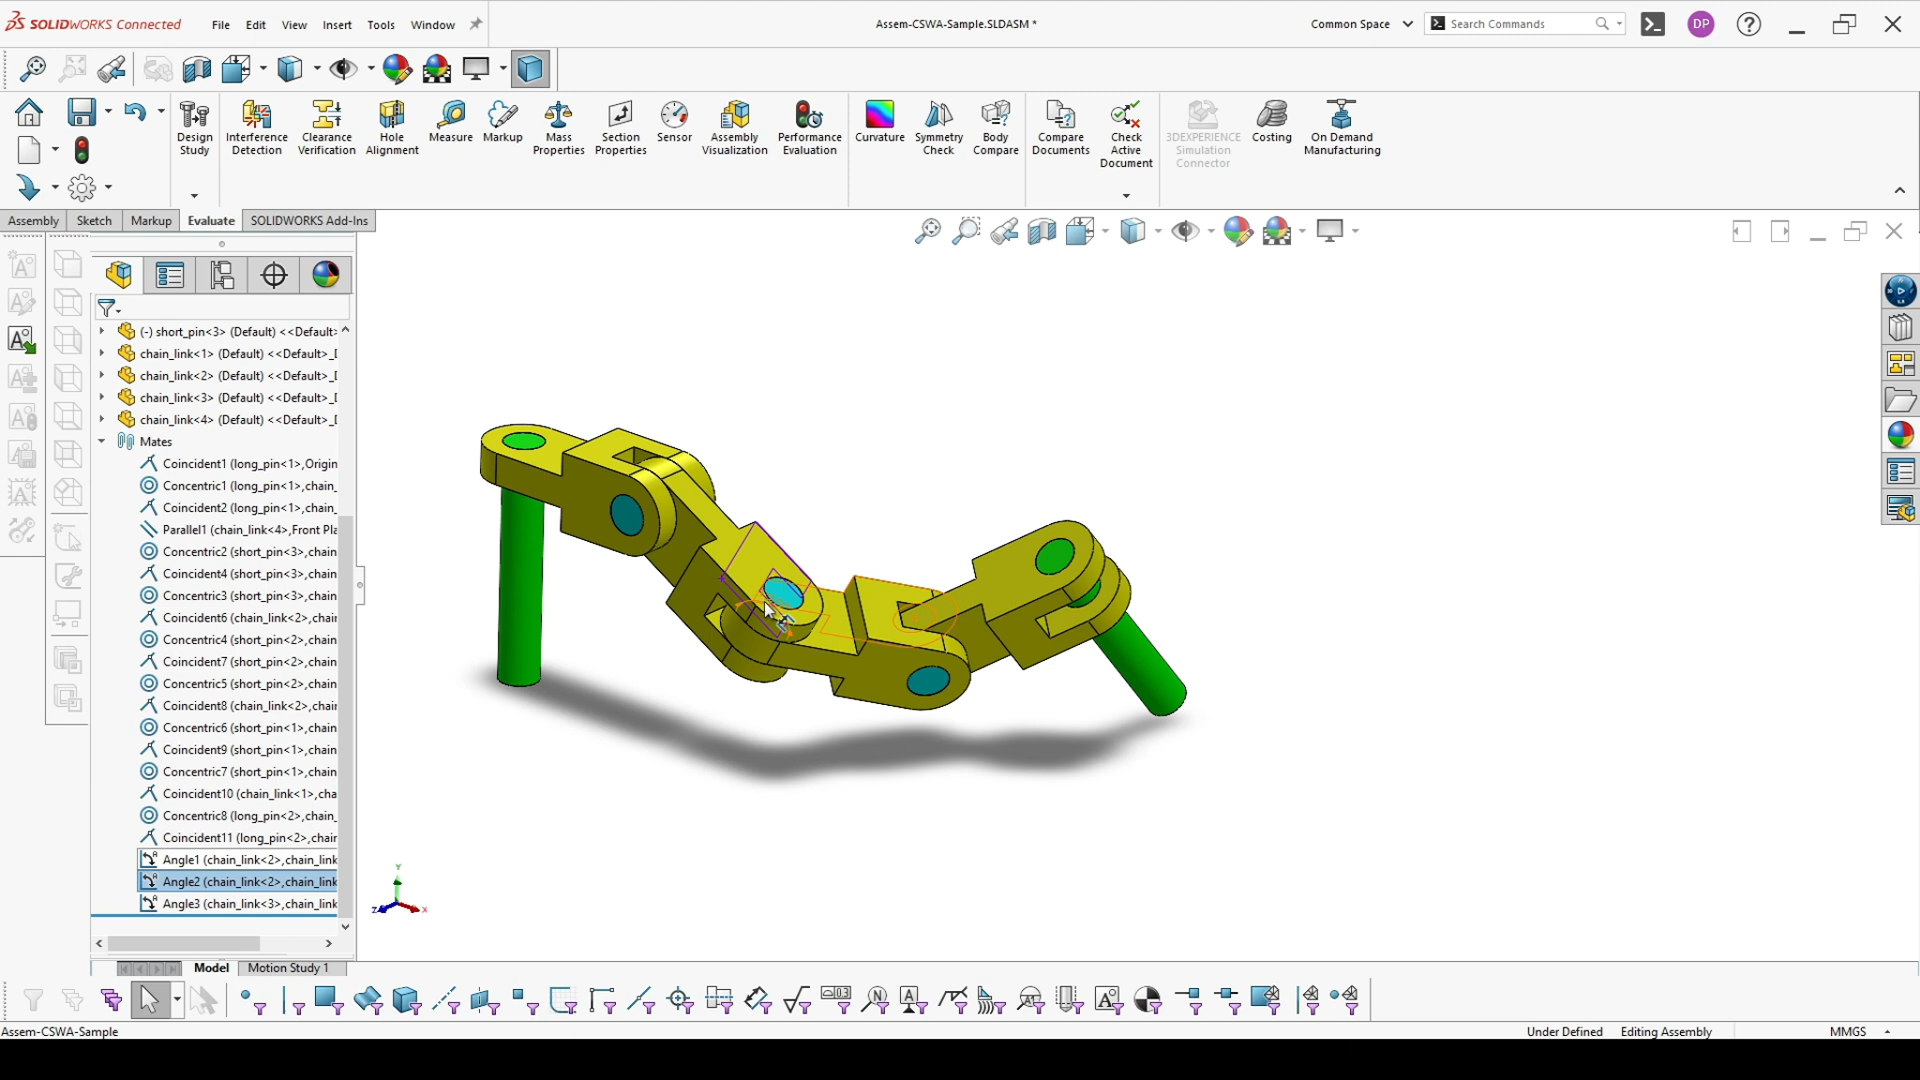 SOLIDWORKS Connected
File Edit View Insert Tools Window
Assem-CSWA-Sample.SLDASM *
Common Space
Search Commands
DP
Design Study
Interference Detection
Clearance Verification
Hole Alignment
Measure
Markup
Mass Properties
Section Properties
Sensor
Assembly Visualization
Performance Evaluation
Curvature
Symmetry Check
Body Compare
Compare Documents
Check Active Document
3DEXPERIENCE Simulation Connector
Costing
On Demand Manufacturing
Assembly Sketch Markup Evaluate SOLIDWORKS Add-Ins
(-) short_pin<3> (Default) <<Default>
chain_link<1> (Default) <<Default>_
chain_link<2> (Default) <<Default>_
chain_link<3> (Default) <<Default>_
chain_link<4> (Default) <<Default>_
Mates
Coincident1 (long_pin<1>,Origin
Concentric1 (long_pin<1>,chain_
Coincident2 (long_pin<1>,chain_
Parallel1 (chain_link<4>,Front Pla
Concentric2 (short_pin<3>,chain
Coincident4 (short_pin<3>,chain
Concentric3 (short_pin<3>,chain
Coincident6 (chain_link<2>,chain
Concentric4 (short_pin<2>,chain
Coincident7 (short_pin<2>,chain
Concentric5 (short_pin<2>,chain
Coincident8 (chain_link<2>,chain
Concentric6 (short_pin<1>,chain
Coincident9 (short_pin<1>,chain
Concentric7 (short_pin<1>,chain
Coincident10 (chain_link<1>,cha
Concentric8 (long_pin<2>,chain_
Coincident11 (long_pin<2>,chain
Angle1 (chain_link<2>,chain_link
Angle2 (chain_link<2>,chain_link
Angle3 (chain_link<3>,chain_link
Y
Z X
Model Motion Study 1
Assem-CSWA-Sample
Under Defined Editing Assembly MMGS